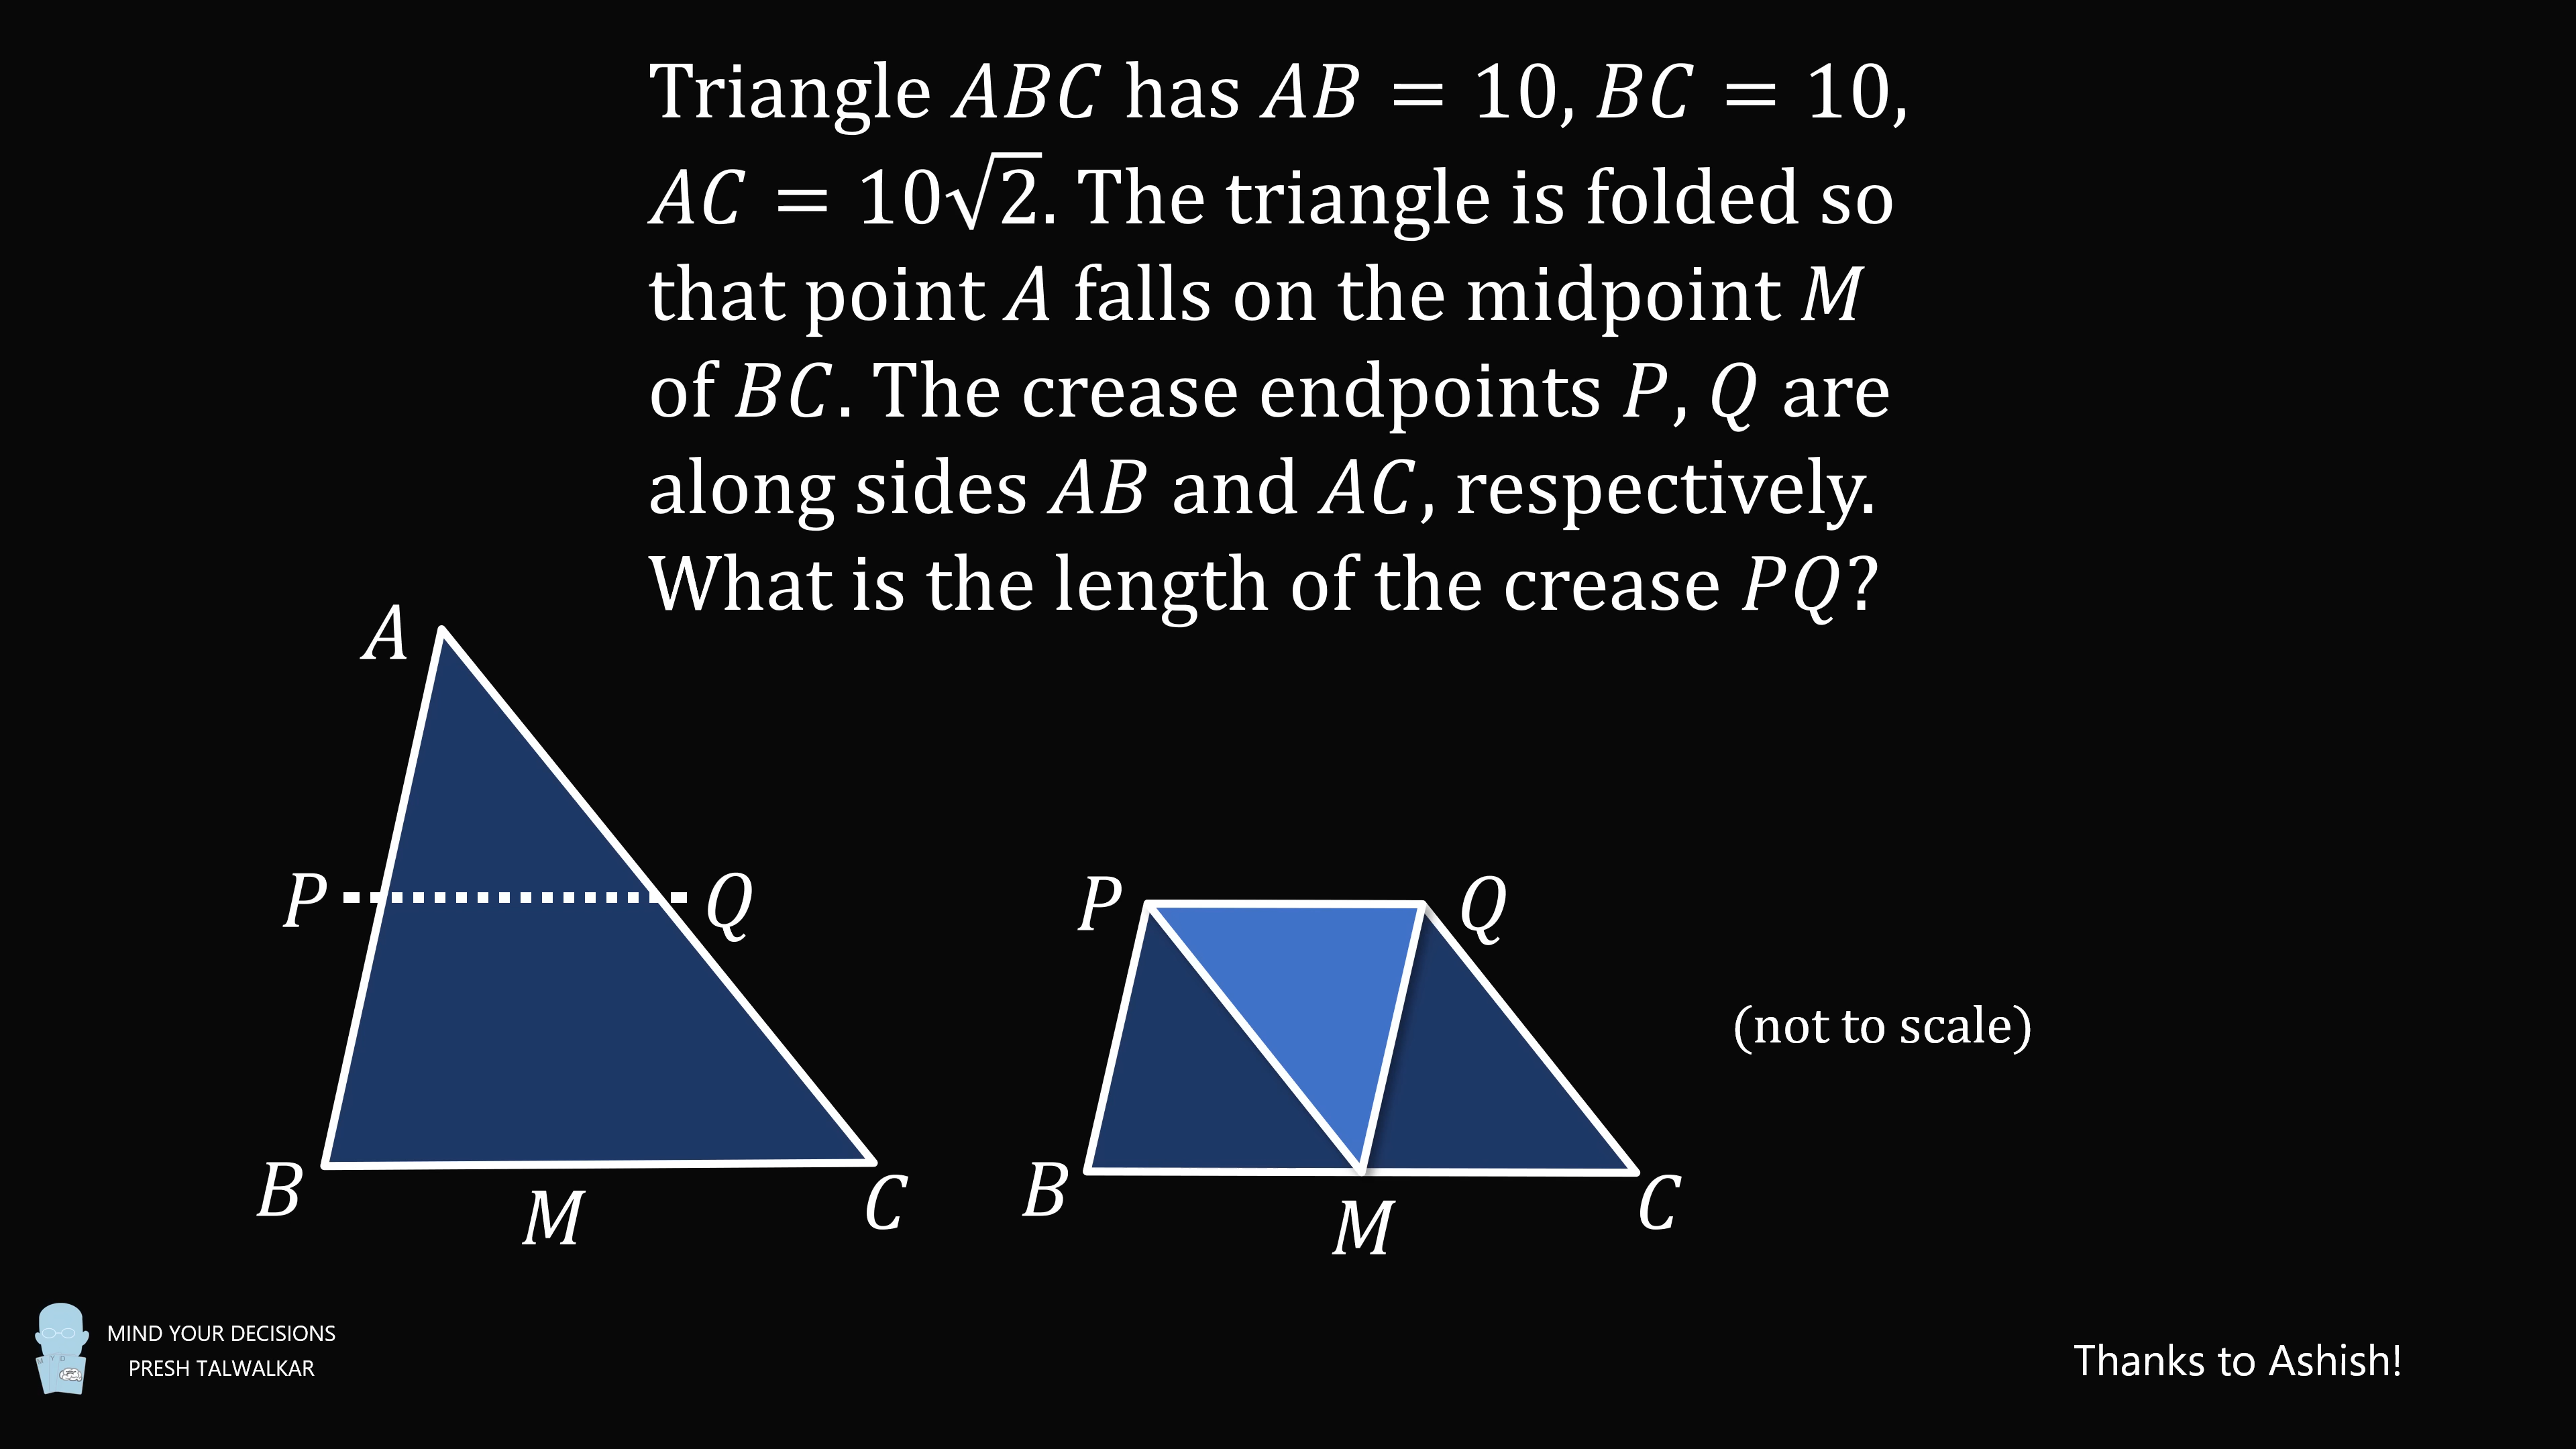 Triangle ABC has AB = 10, BC = 10,
AC = 10√2. The triangle is folded so
that point A falls on the midpoint M
of BC. The crease endpoints P, Q are
along sides AB and AC, respectively.
What is the length of the crease PQ?
A
P
Q
B
M
C
P
Q
B
M
C
(not to scale)
MIND YOUR DECISIONS
PRESH TALWALKAR
Thanks to Ashish!